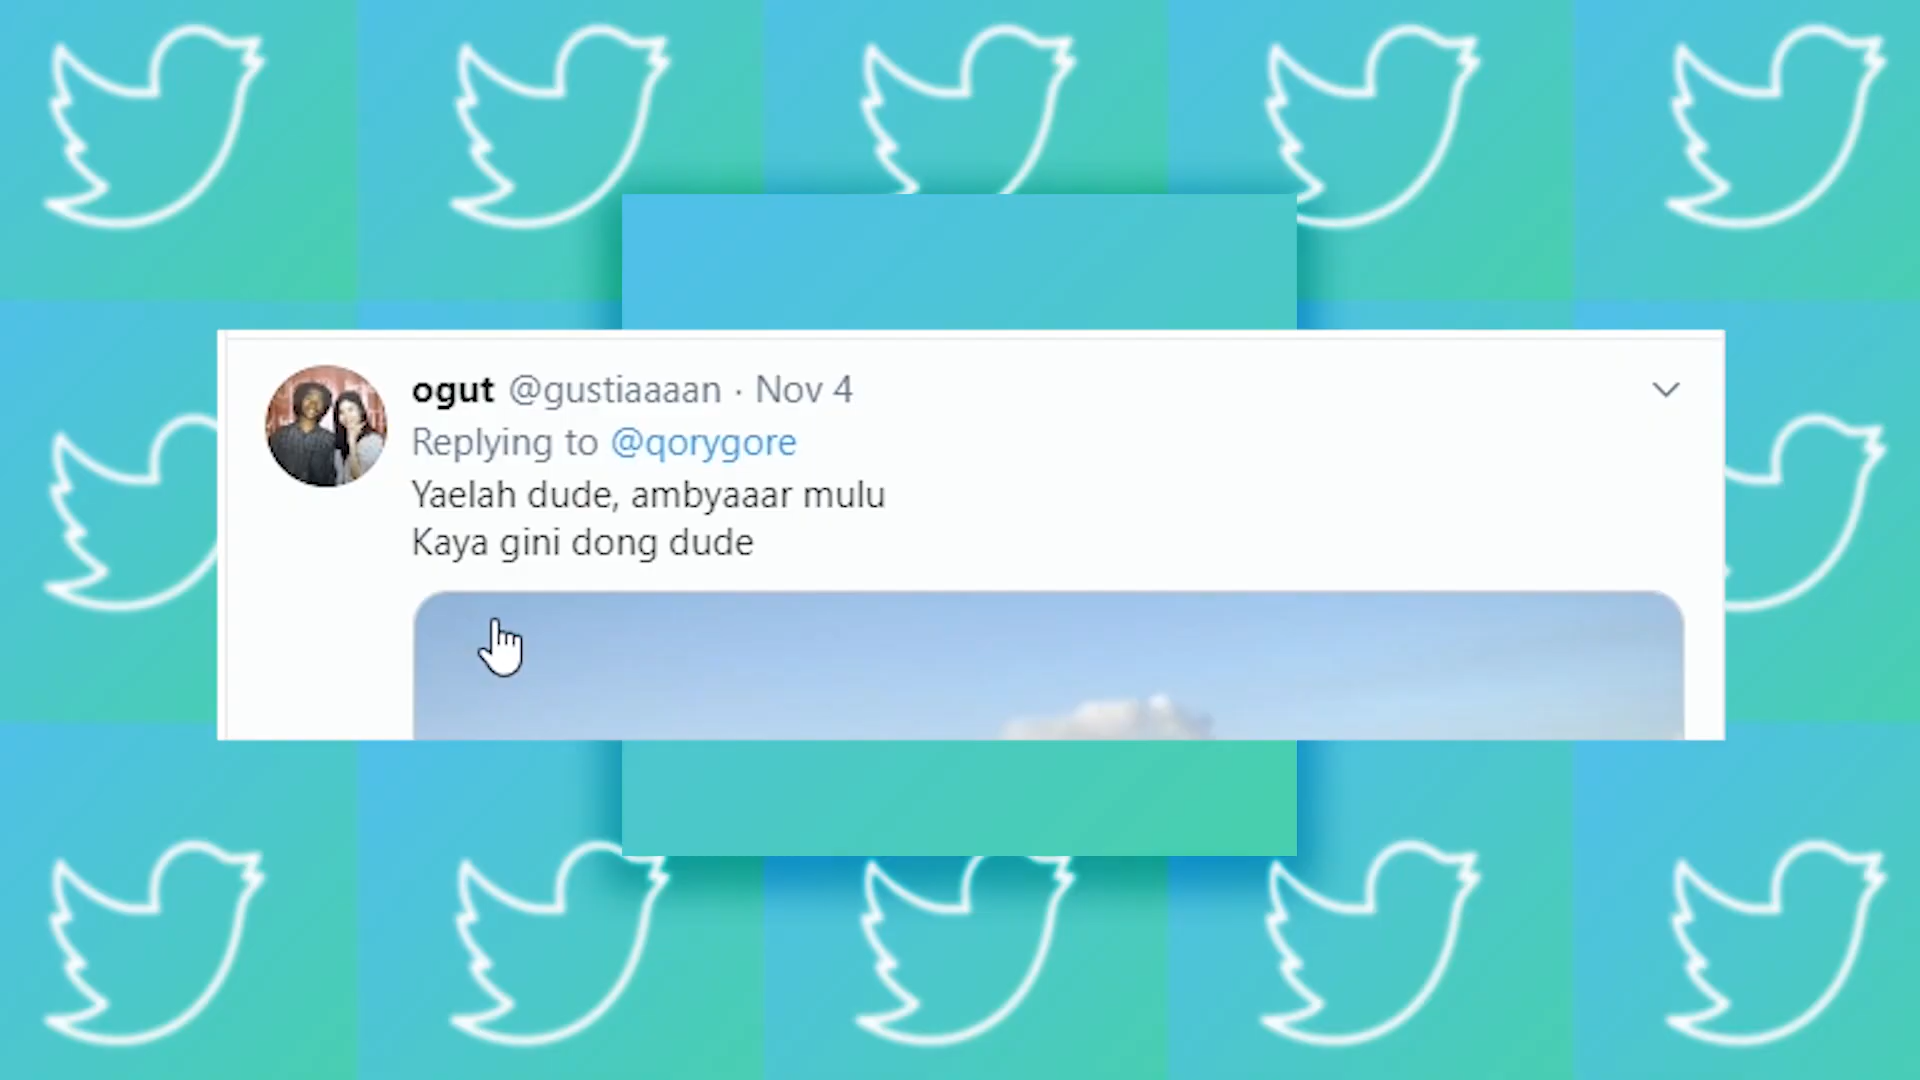 ogut @gustiaaaan · Nov 4
Replying to @qorygore
Yaelah dude, ambyaaar mulu
Kaya gini dong dude